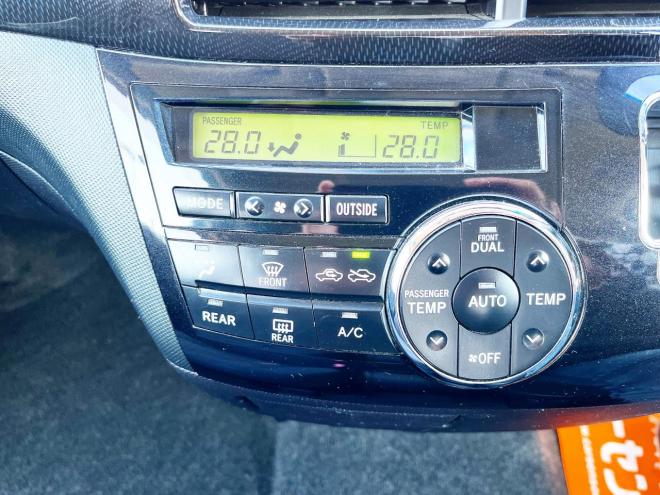 PASSENGER TEMP
28.0 28.0
MODE OUTSIDE
FRONT DUAL
FRONT
PASSENGER TEMP AUTO TEMP
REAR REAR A/C
OFF